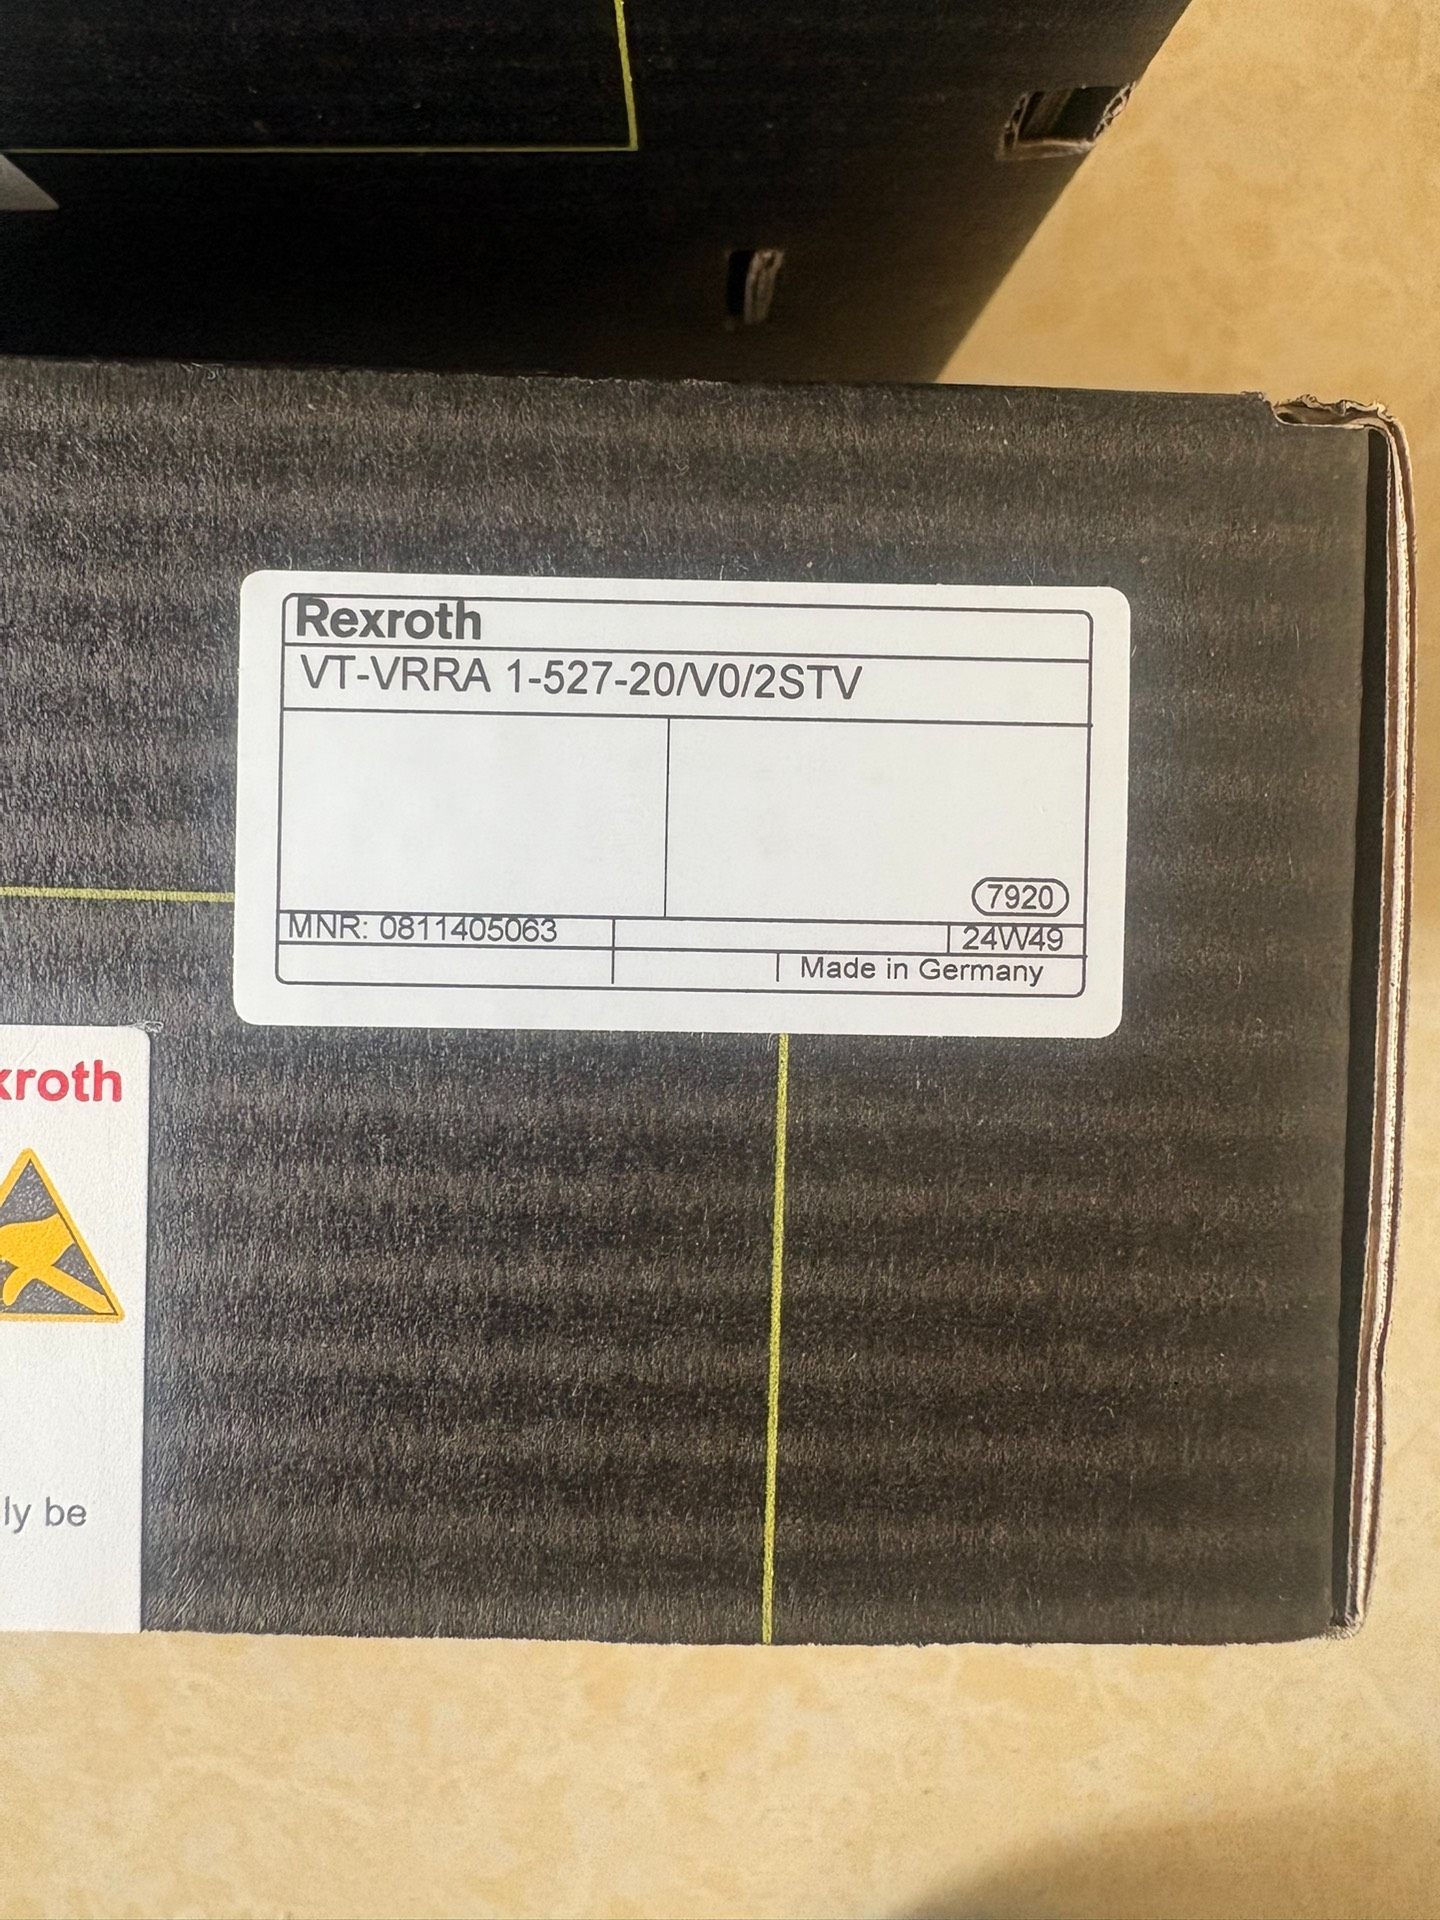 Rexroth
VT-VRRA 1-527-20/V0/2STV
7920
MNR: 0811405063
24W49
Made in Germany
xroth
ly be